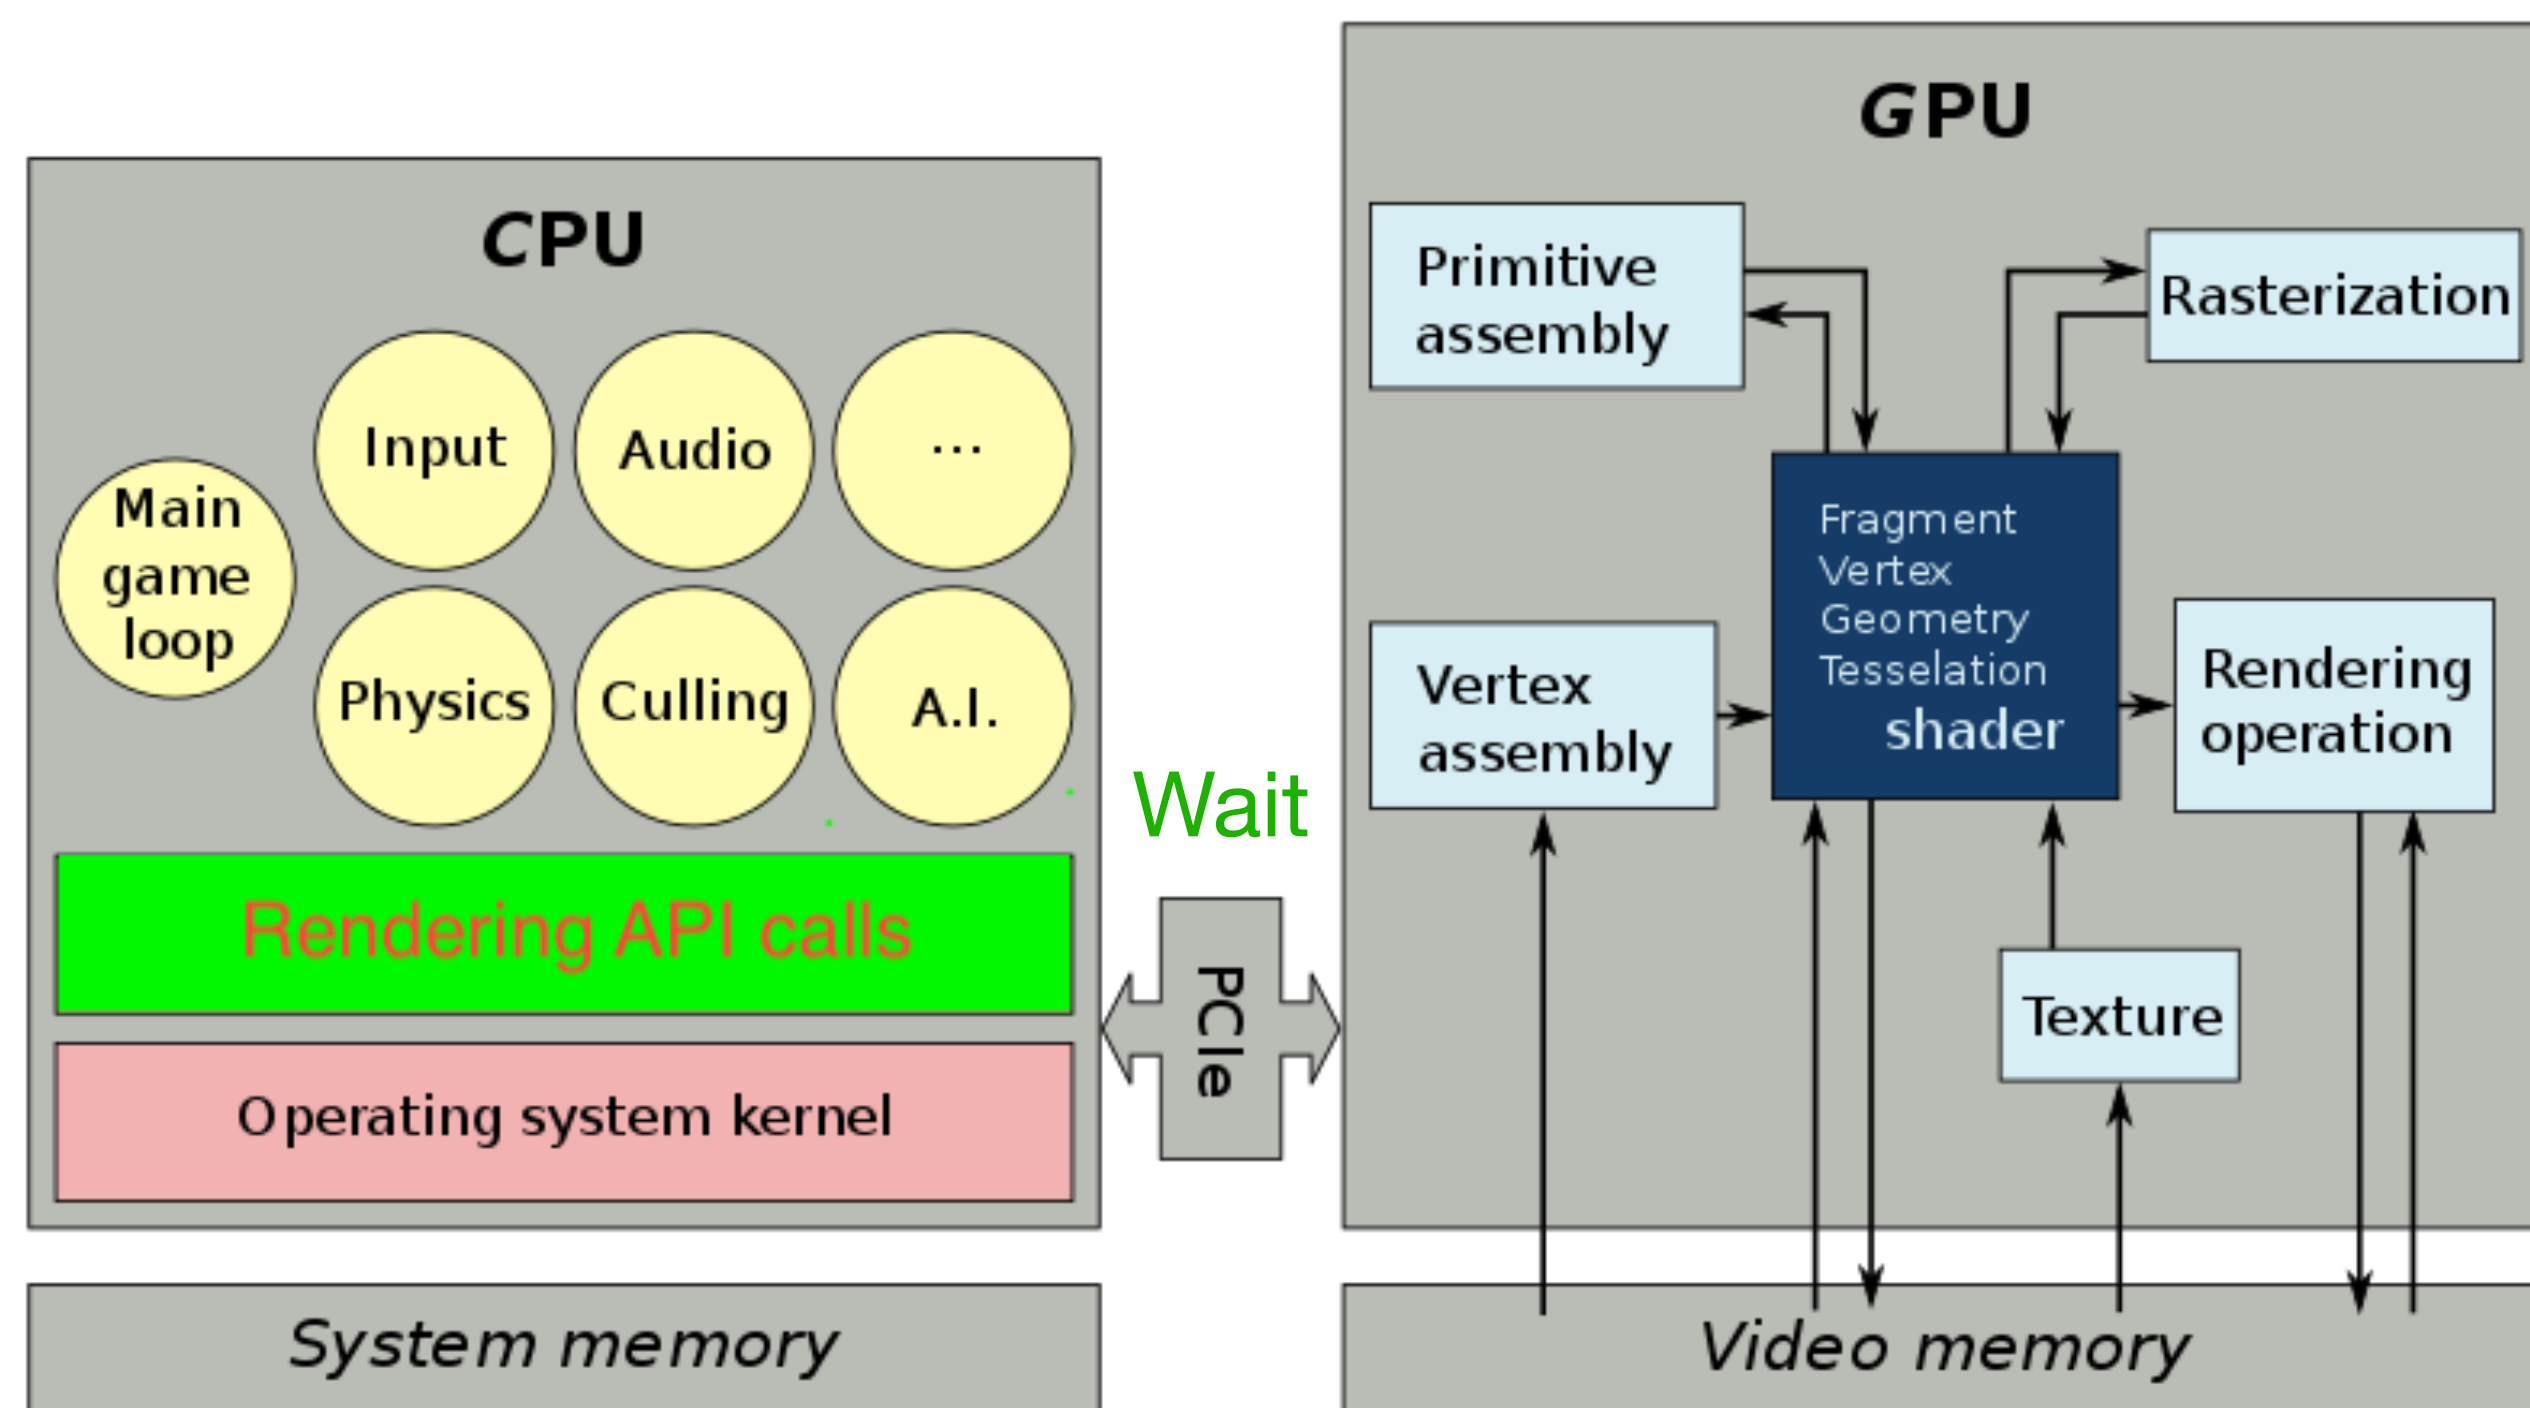 CPU
Input
Audio
...
Main
game
loop
Physics
Culling
A.I.
Rendering API calls
Operating system kernel
System memory
Wait
PCIe
GPU
Primitive
assembly
Rasterization
Fragment
Vertex
Geometry
Tesselation
shader
Vertex
assembly
Rendering
operation
Texture
Video memory